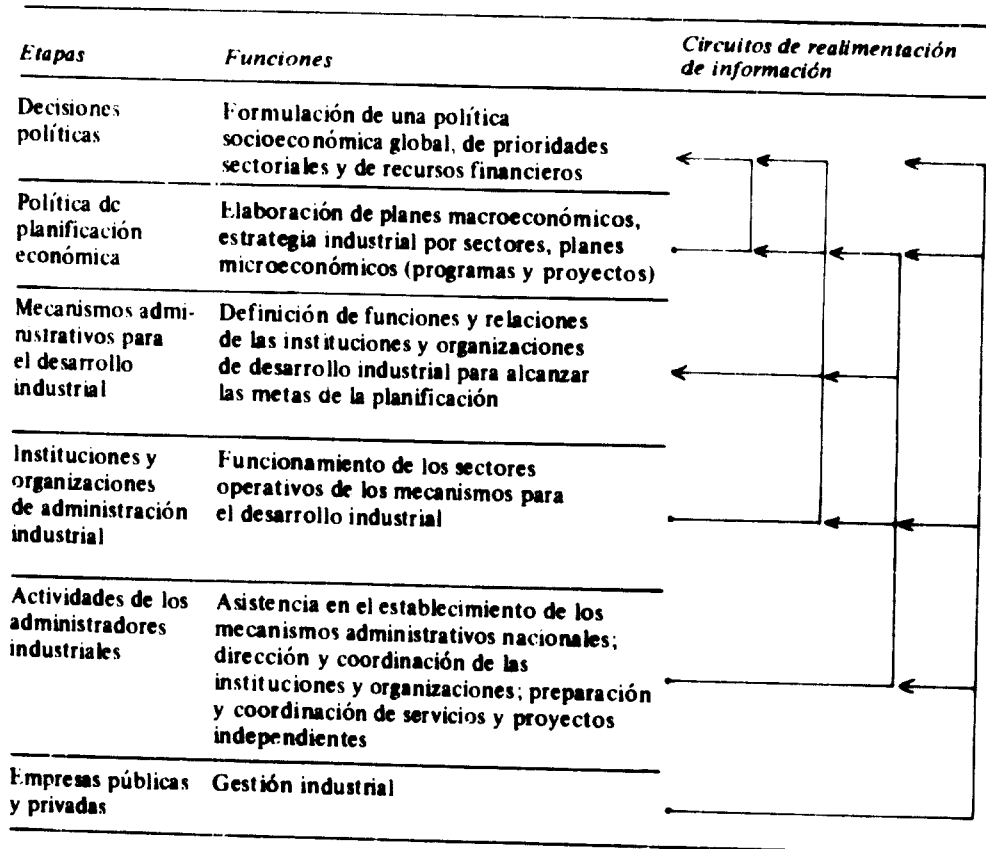 Etapas Funciones Circuitos de realimentación
de información
Decisiones
políticas
Formulación de una política
socioeconómica global, de prioridades
sectoriales y de recursos financieros
Política de
planificación
económica
Elaboración de planes macroeconómicos,
estrategia industrial por sectores, planes
microeconómicos (programas y proyectos)
Mecanismos admi-
nistrativos para
el desarrollo
industrial
Definición de funciones y relaciones
de las instituciones y organizaciones
de desarrollo industrial para alcanzar
las metas de la planificación
Instituciones y
organizaciones
de administración
industrial
Funcionamiento de los sectores
operativos de los mecanismos para
el desarrollo industrial
Actividades de los
administradores
industriales
Asistencia en el establecimiento de los
mecanismos administrativos nacionales;
dirección y coordinación de las
instituciones y organizaciones; preparación
y coordinación de servicios y proyectos
independientes
Empresas públicas
y privadas
Gestión industrial